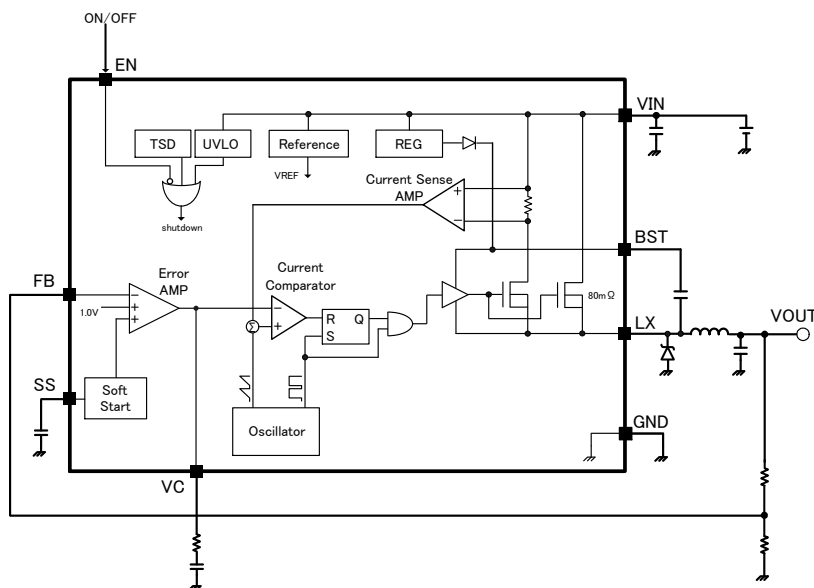 ON/OFF
EN
VIN
TSD
UVLO
Reference
REG
VREF
Current Sense
AMP
+
−
shutdown
BST
FB
Error
AMP
−
+
+
1.0V
Current
Comparator
−
+
Σ
R
Q
S
80mΩ
LX
VOUT
SS
Soft
Start
Oscillator
GND
VC